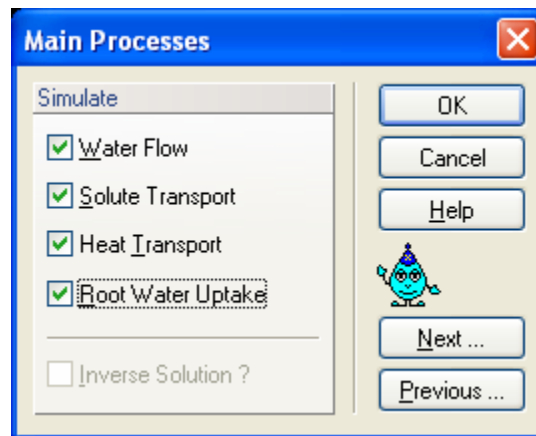 Main Processes
Simulate
Water Flow
Solute Transport
Heat Transport
Root Water Uptake
Inverse Solution ?
OK
Cancel
Help
Next ...
Previous ...